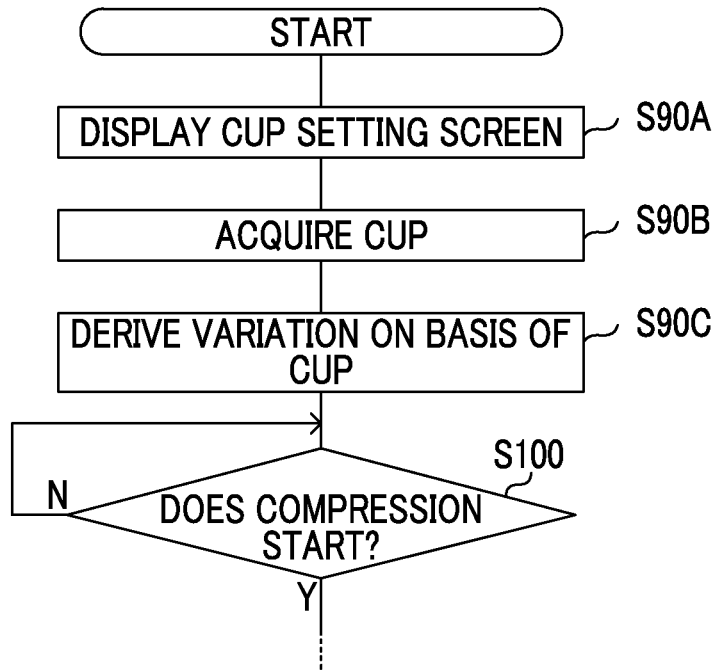 START
DISPLAY CUP SETTING SCREEN
S90A
ACQUIRE CUP
S90B
DERIVE VARIATION ON BASIS OF
CUP
S90C
S100
N
DOES COMPRESSION
START?
Y